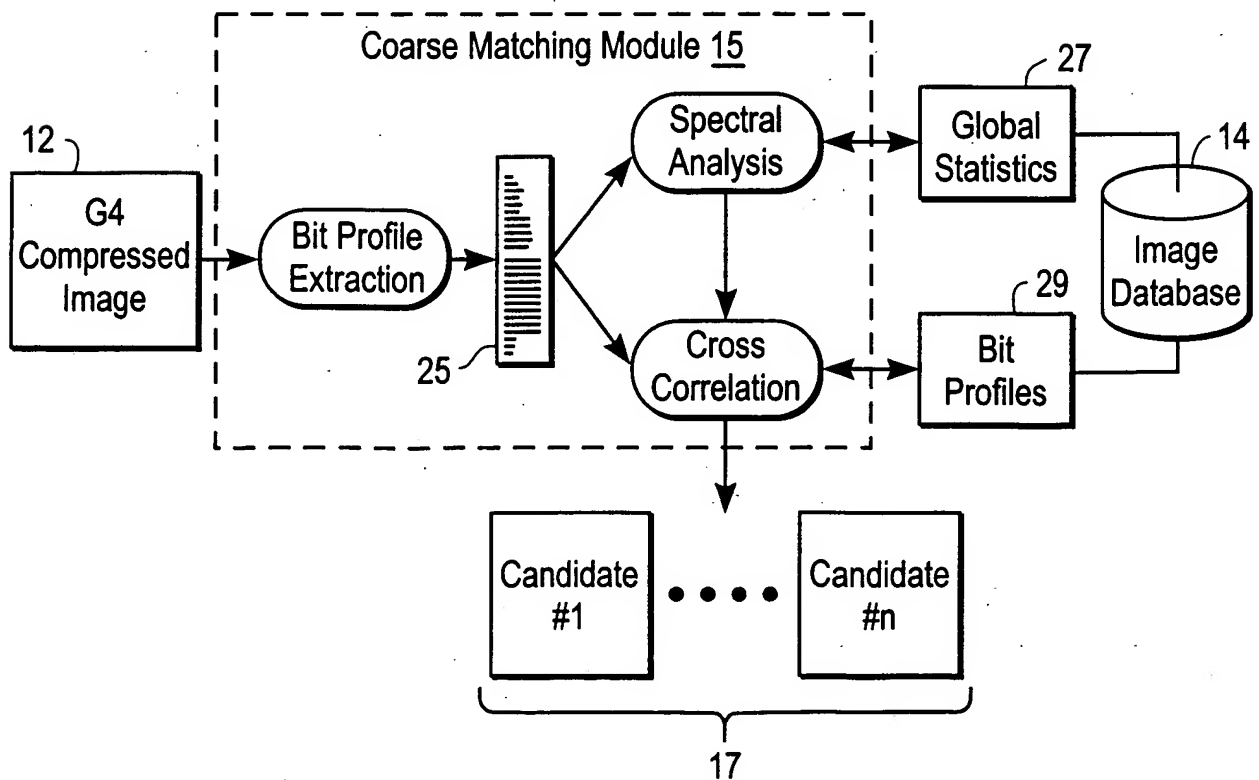 Coarse Matching Module 15
12
G4
Compressed
Image
Bit Profile
Extraction
25
Spectral
Analysis
Cross
Correlation
27
Global
Statistics
29
Bit
Profiles
14
Image
Database
Candidate
#1
Candidate
#n
17